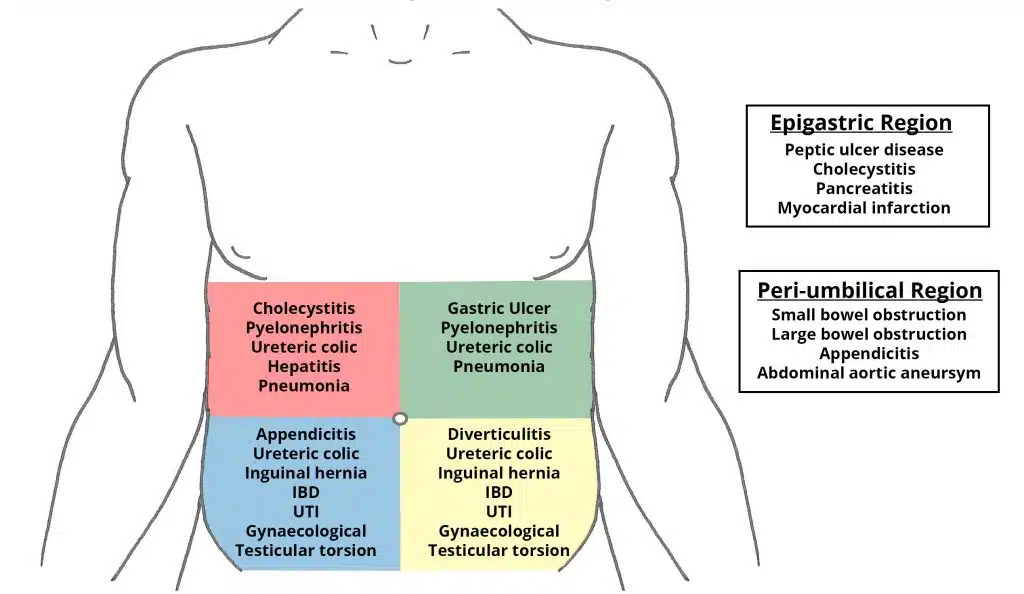 Epigastric Region
Peptic ulcer disease
Cholecystitis
Pancreatitis
Myocardial infarction
Peri-umbilical Region
Small bowel obstruction
Large bowel obstruction
Appendicitis
Abdominal aortic aneursym
Cholecystitis
Pyelonephritis
Ureteric colic
Hepatitis
Pneumonia
Gastric Ulcer
Pyelonephritis
Ureteric colic
Pneumonia
Appendicitis
Ureteric colic
Inguinal hernia
IBD
UTI
Gynaecological
Testicular torsion
Diverticulitis
Ureteric colic
Inguinal hernia
IBD
UTI
Gynaecological
Testicular torsion